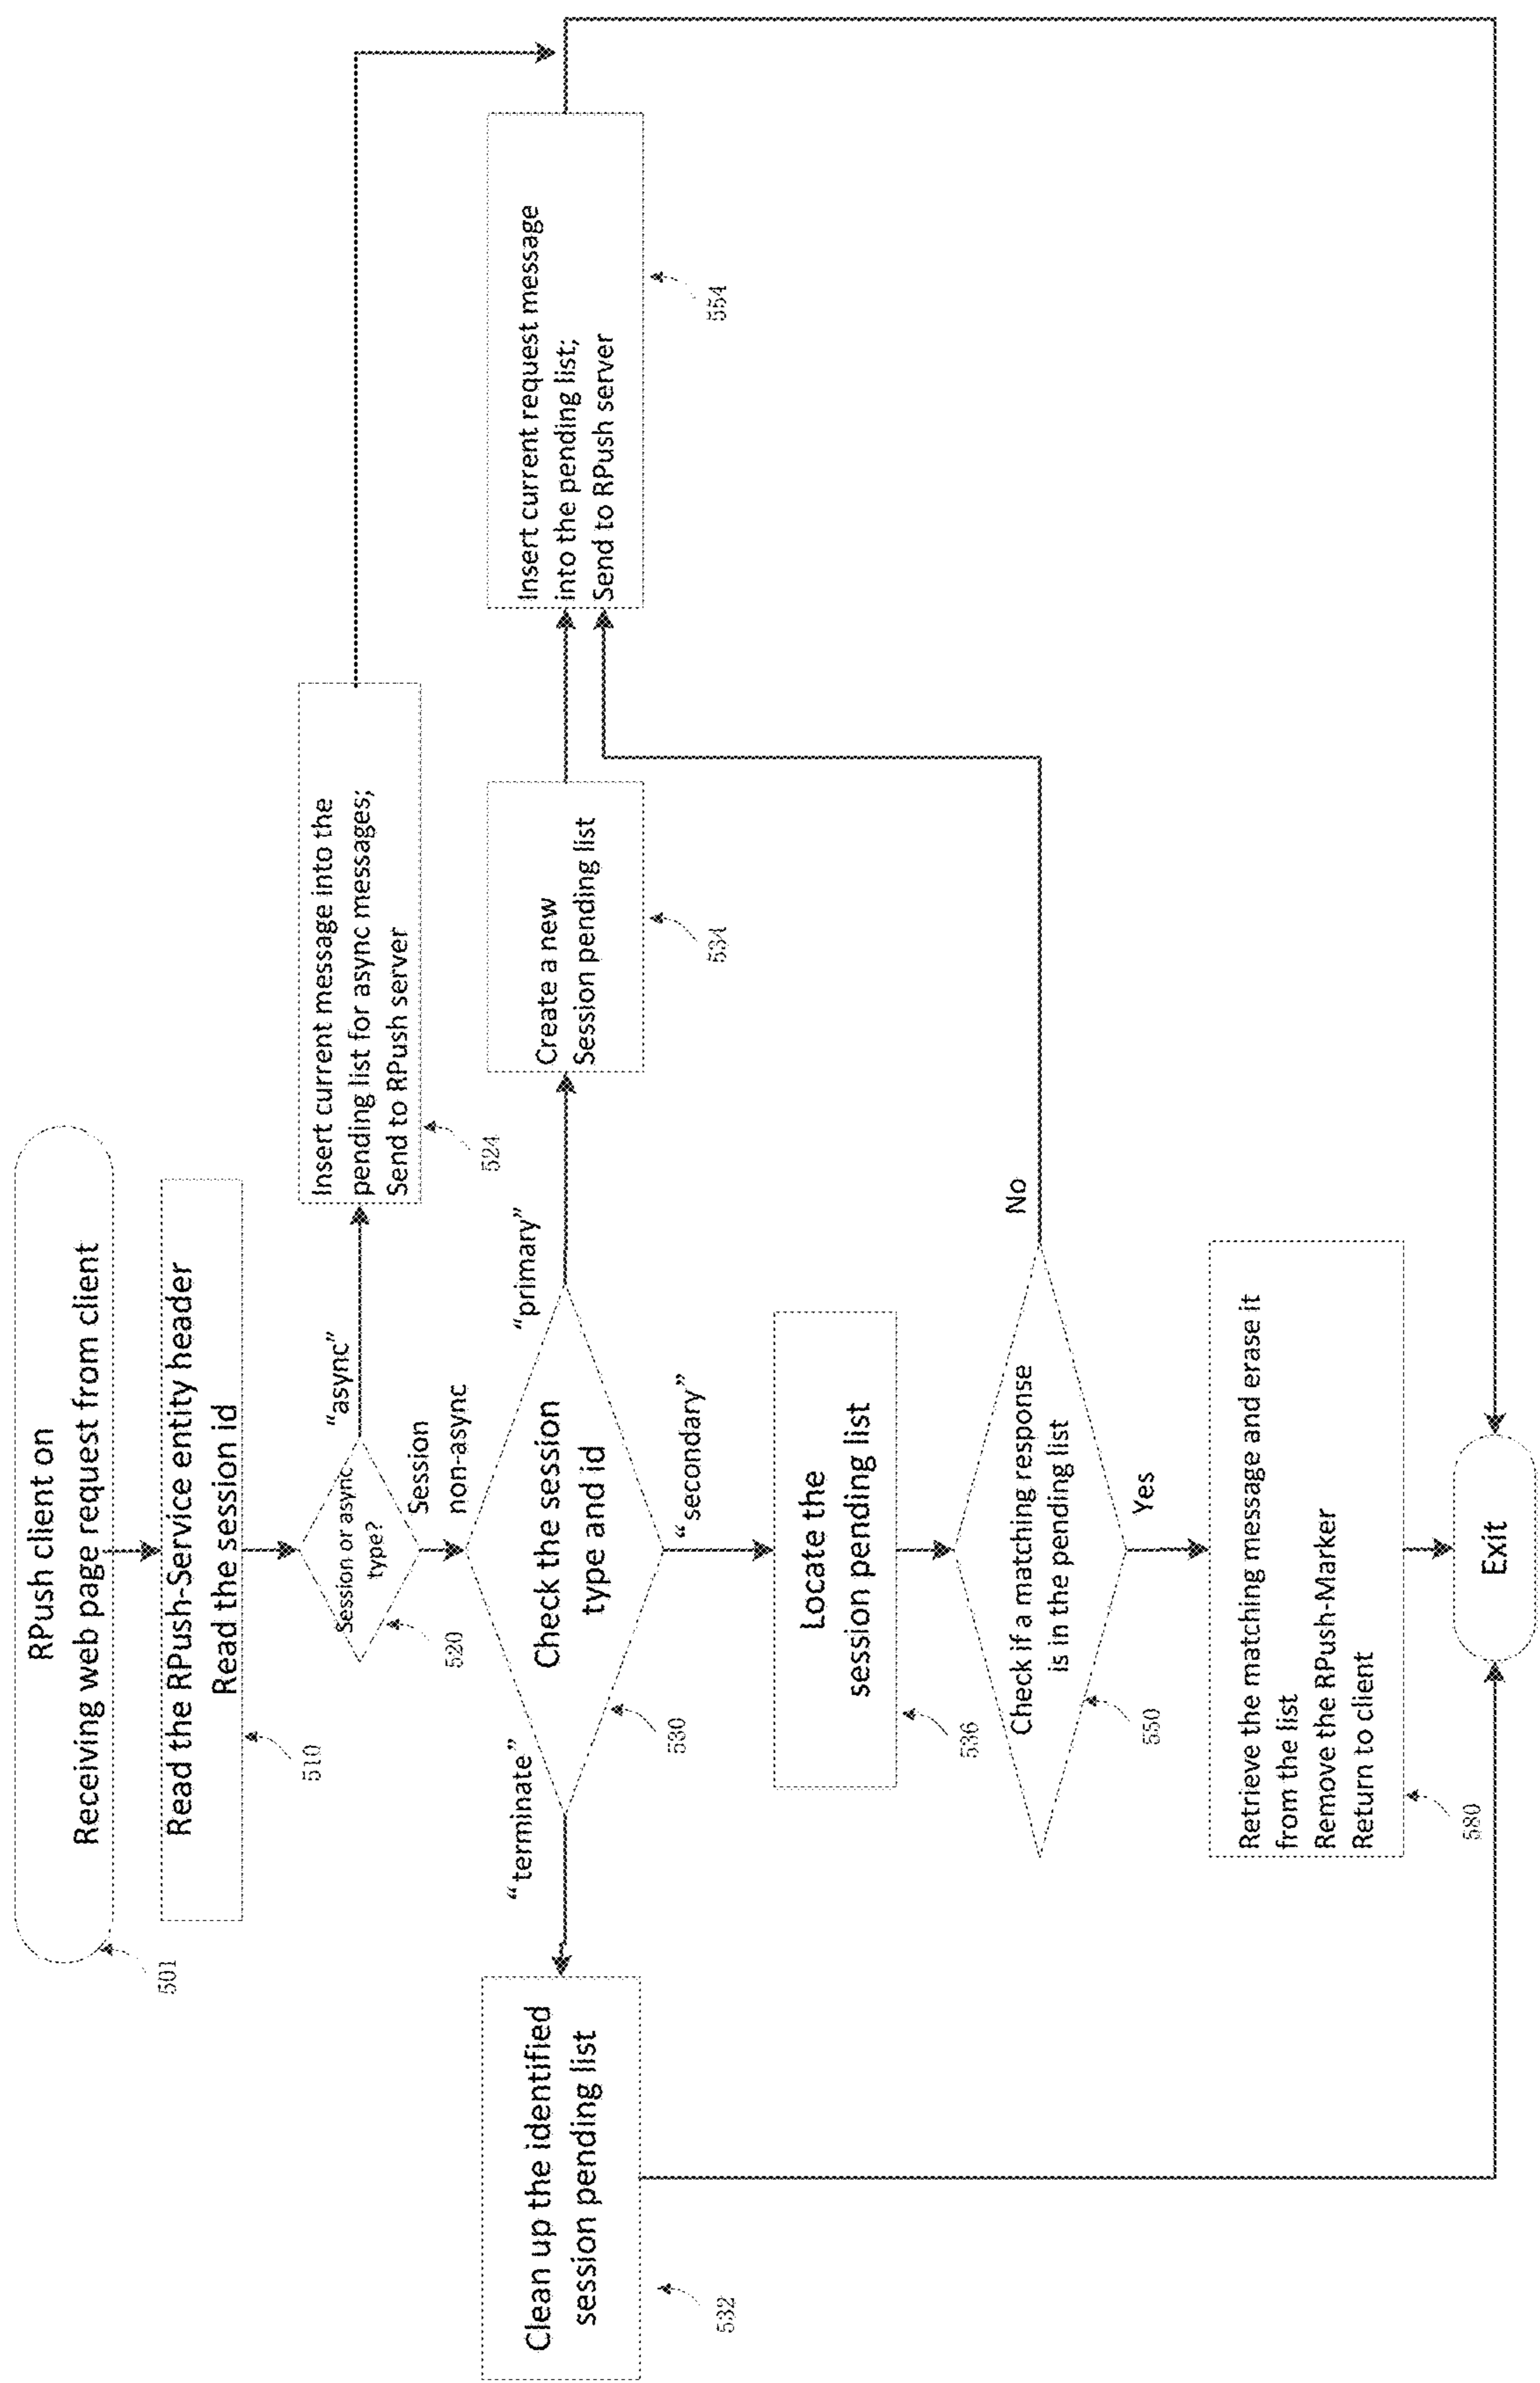 RPush client on
Receiving web page request from client
501
Read the RPush-Service entity header
Read the session id
510
Session or async
type?
520
“async”
Session
non-async
Insert current message into the
pending list for async messages;
Send to RPush server
524
Check the session
type and id
530
“terminate”
“primary”
“secondary”
Clean up the identified
session pending list
532
Create a new
Session pending list
534
Insert current request message
into the pending list;
Send to RPush server
554
Locate the
session pending list
536
Check if a matching response
is in the pending list
550
No
Yes
Retrieve the matching message and erase it
from the list
Remove the RPush-Marker
Return to client
580
Exit